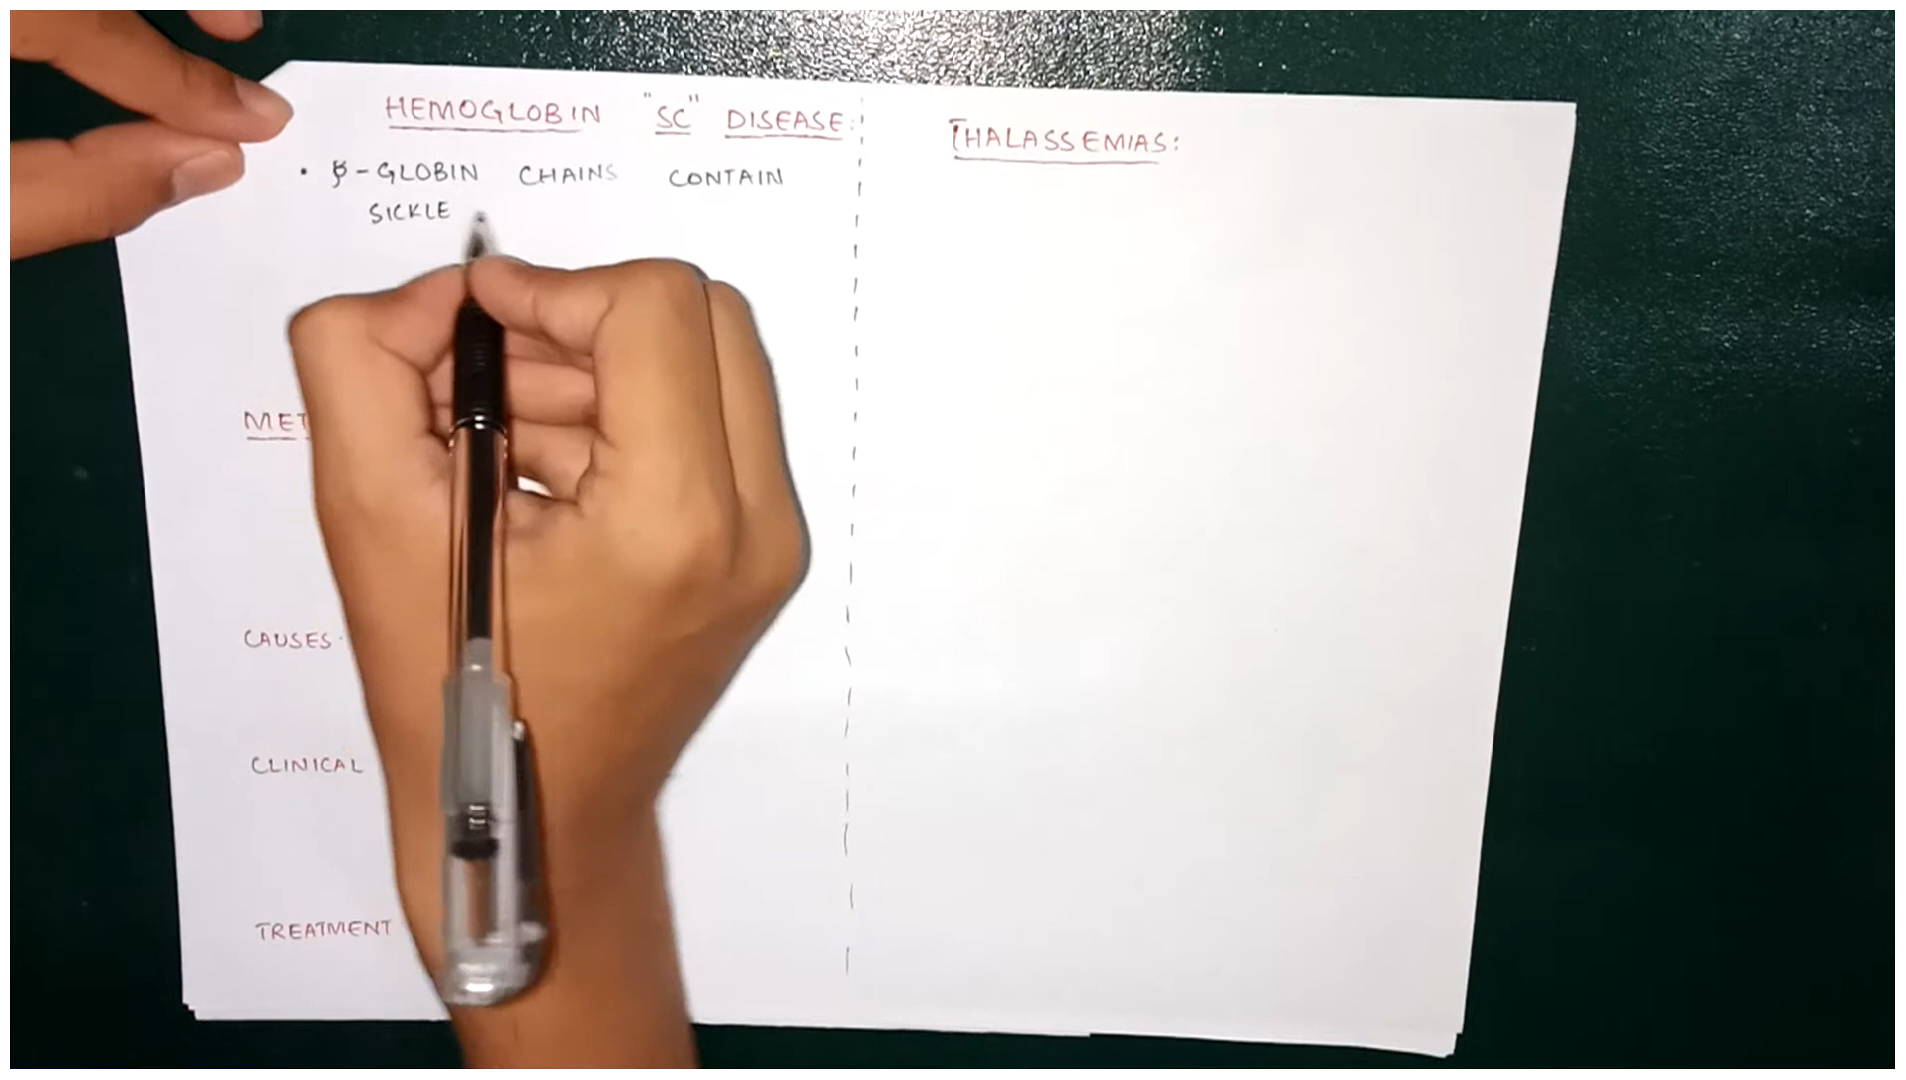 HEMOGLOBIN "SC" DISEASE:
• β-GLOBIN CHAINS CONTAIN
SICKLE
CAUSES
CLINICAL
TREATMENT
THALASSEMIAS: